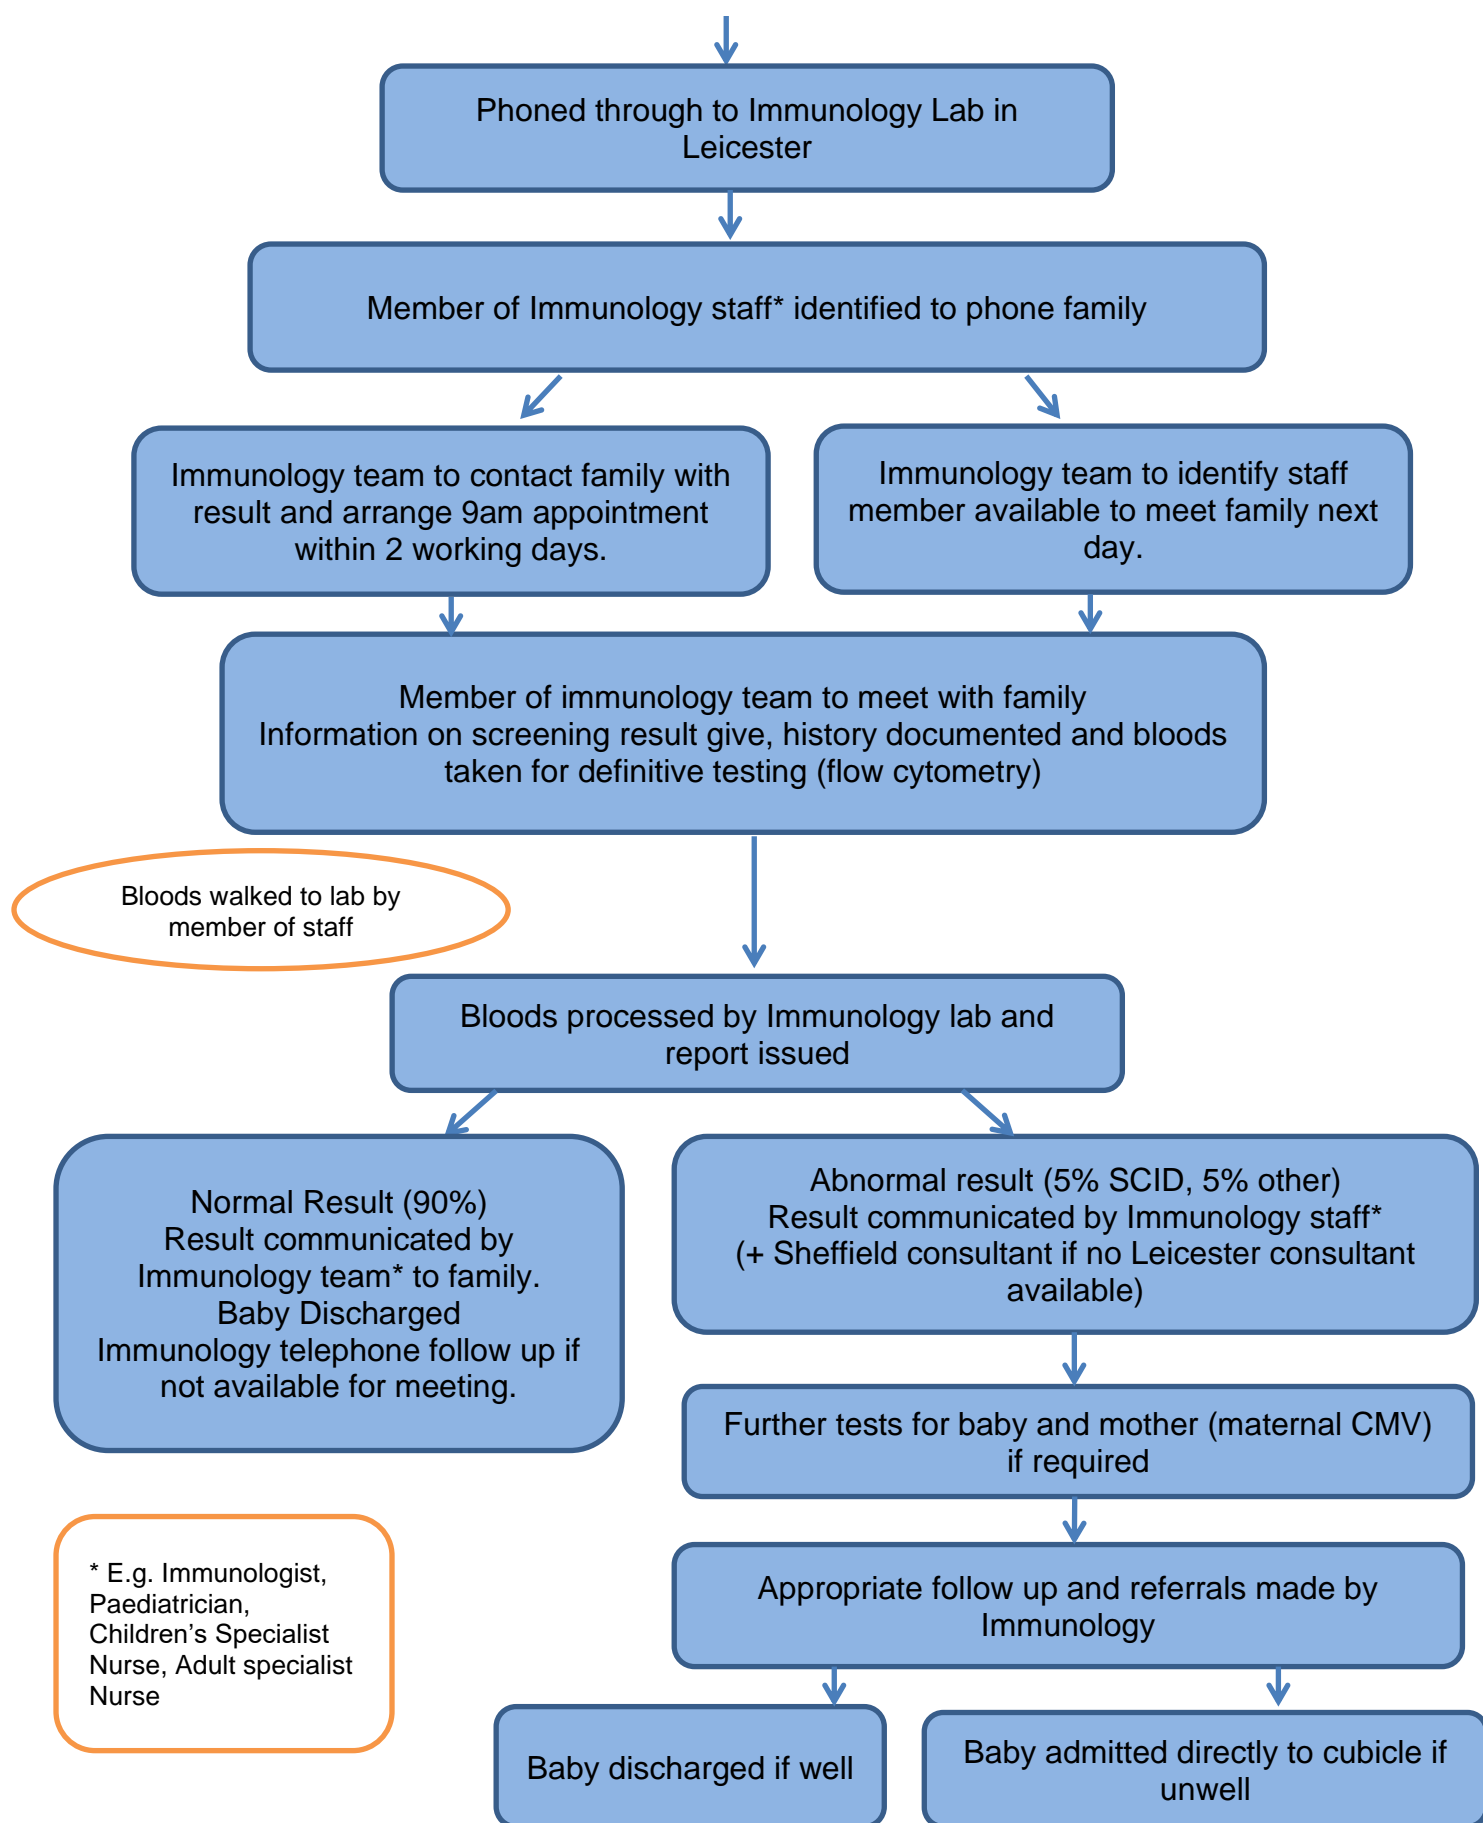 Phoned through to Immunology Lab in
Leicester
Member of Immunology staff* identified to phone family
Immunology team to contact family with
result and arrange 9am appointment
within 2 working days.
Immunology team to identify staff
member available to meet family next
day.
Member of immunology team to meet with family
Information on screening result give, history documented and bloods
taken for definitive testing (flow cytometry)
Bloods walked to lab by
member of staff
Bloods processed by Immunology lab and
report issued
Normal Result (90%)
Result communicated by
Immunology team* to family.
Baby Discharged
Immunology telephone follow up if
not available for meeting.
Abnormal result (5% SCID, 5% other)
Result communicated by Immunology staff*
(+ Sheffield consultant if no Leicester consultant
available)
Further tests for baby and mother (maternal CMV)
if required
* E.g. Immunologist,
Paediatrician,
Children’s Specialist
Nurse, Adult specialist
Nurse
Appropriate follow up and referrals made by
Immunology
Baby discharged if well
Baby admitted directly to cubicle if
unwell